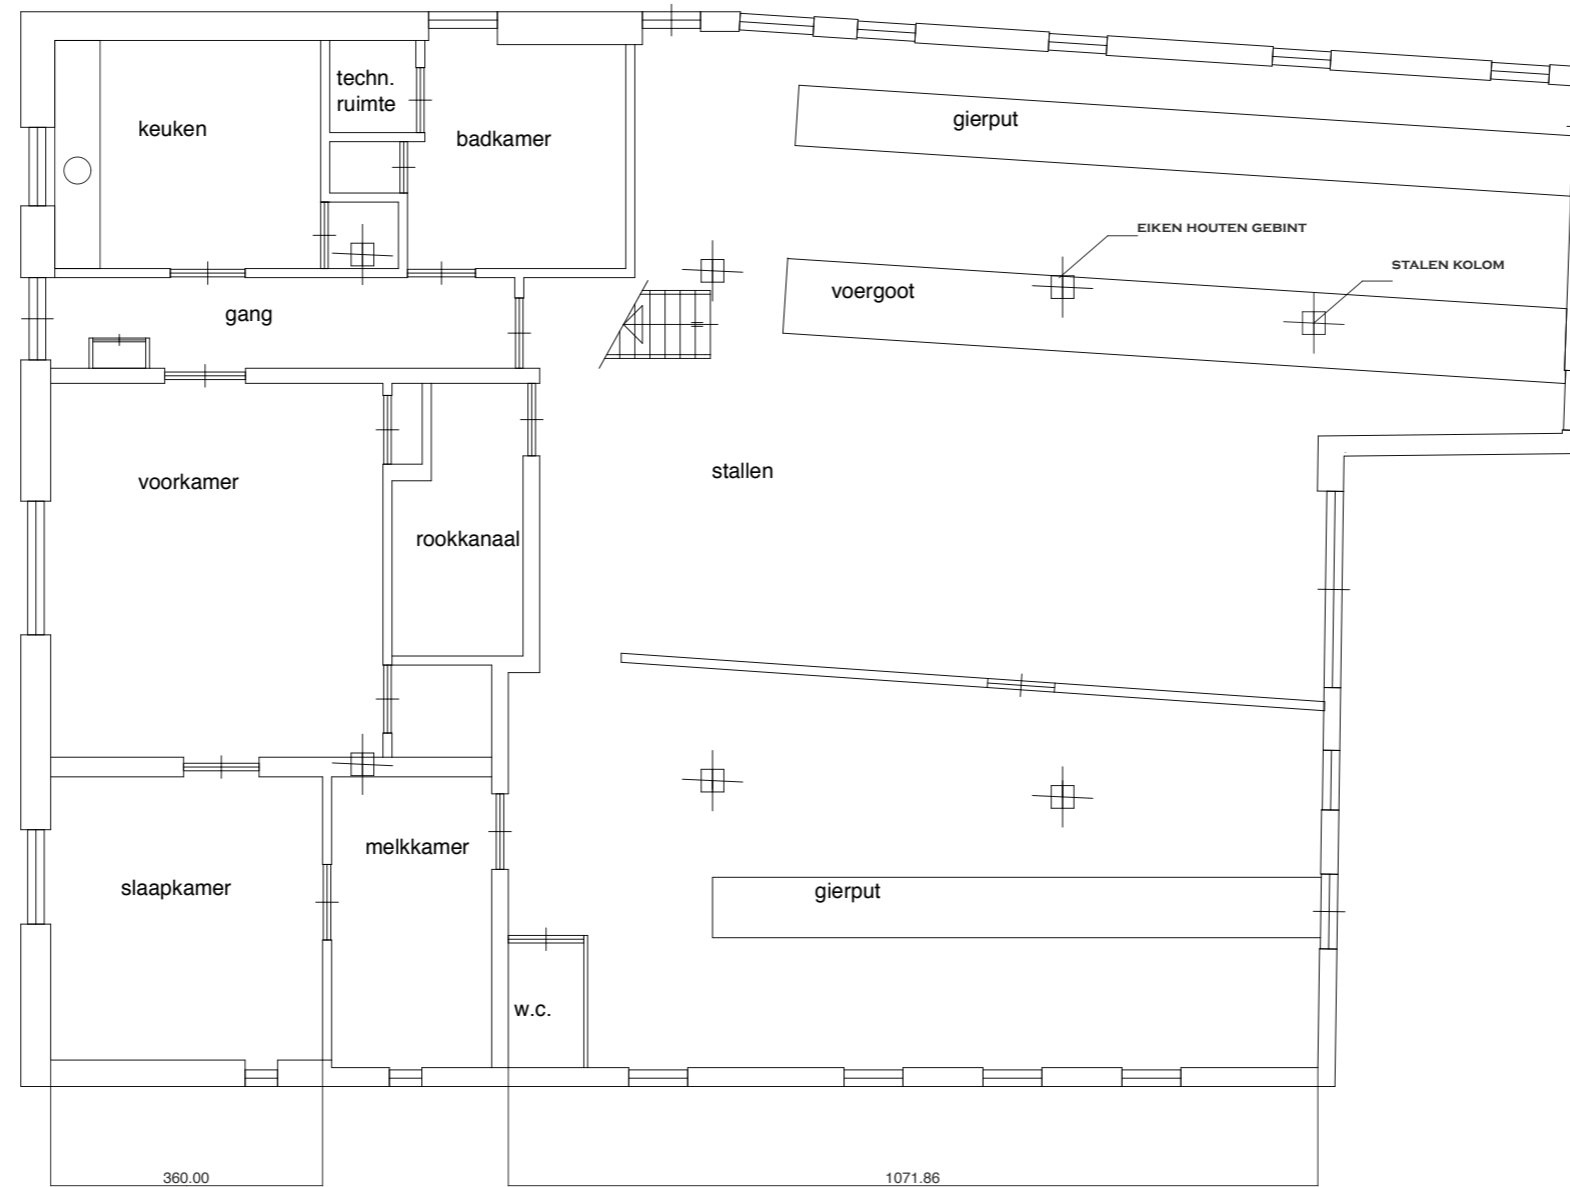 techn.
ruimte
keuken
badkamer
gierput
EIKEN HOUTEN GEBINT
STALEN KOLOM
voergoot
gang
stallen
voorkamer
rookkanaal
melkkamer
slaapkamer
gierput
w.c.
360.00
1071.86